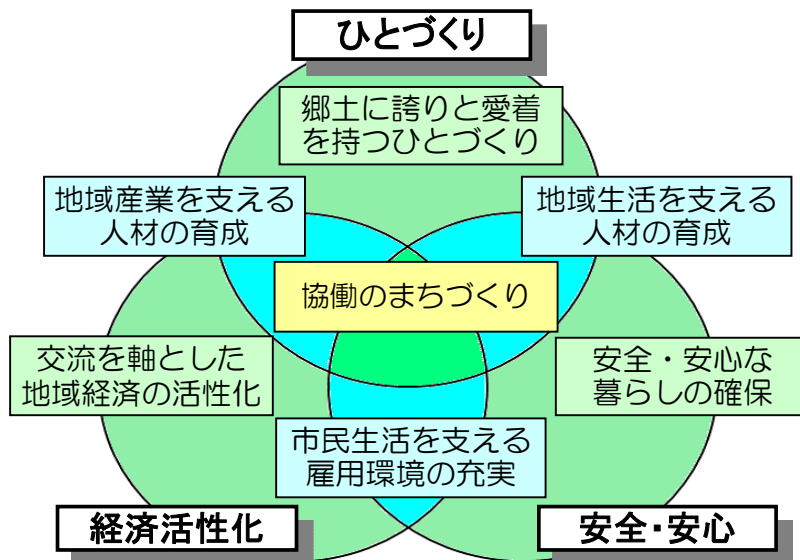 ひとづくり
郷土に誇りと愛着
を持つひとづくり
地域産業を支える
人材の育成
地域生活を支える
人材の育成
協働のまちづくり
交流を軸とした
地域経済の活性化
安全・安心な
暮らしの確保
市民生活を支える
雇用環境の充実
経済活性化
安全・安心